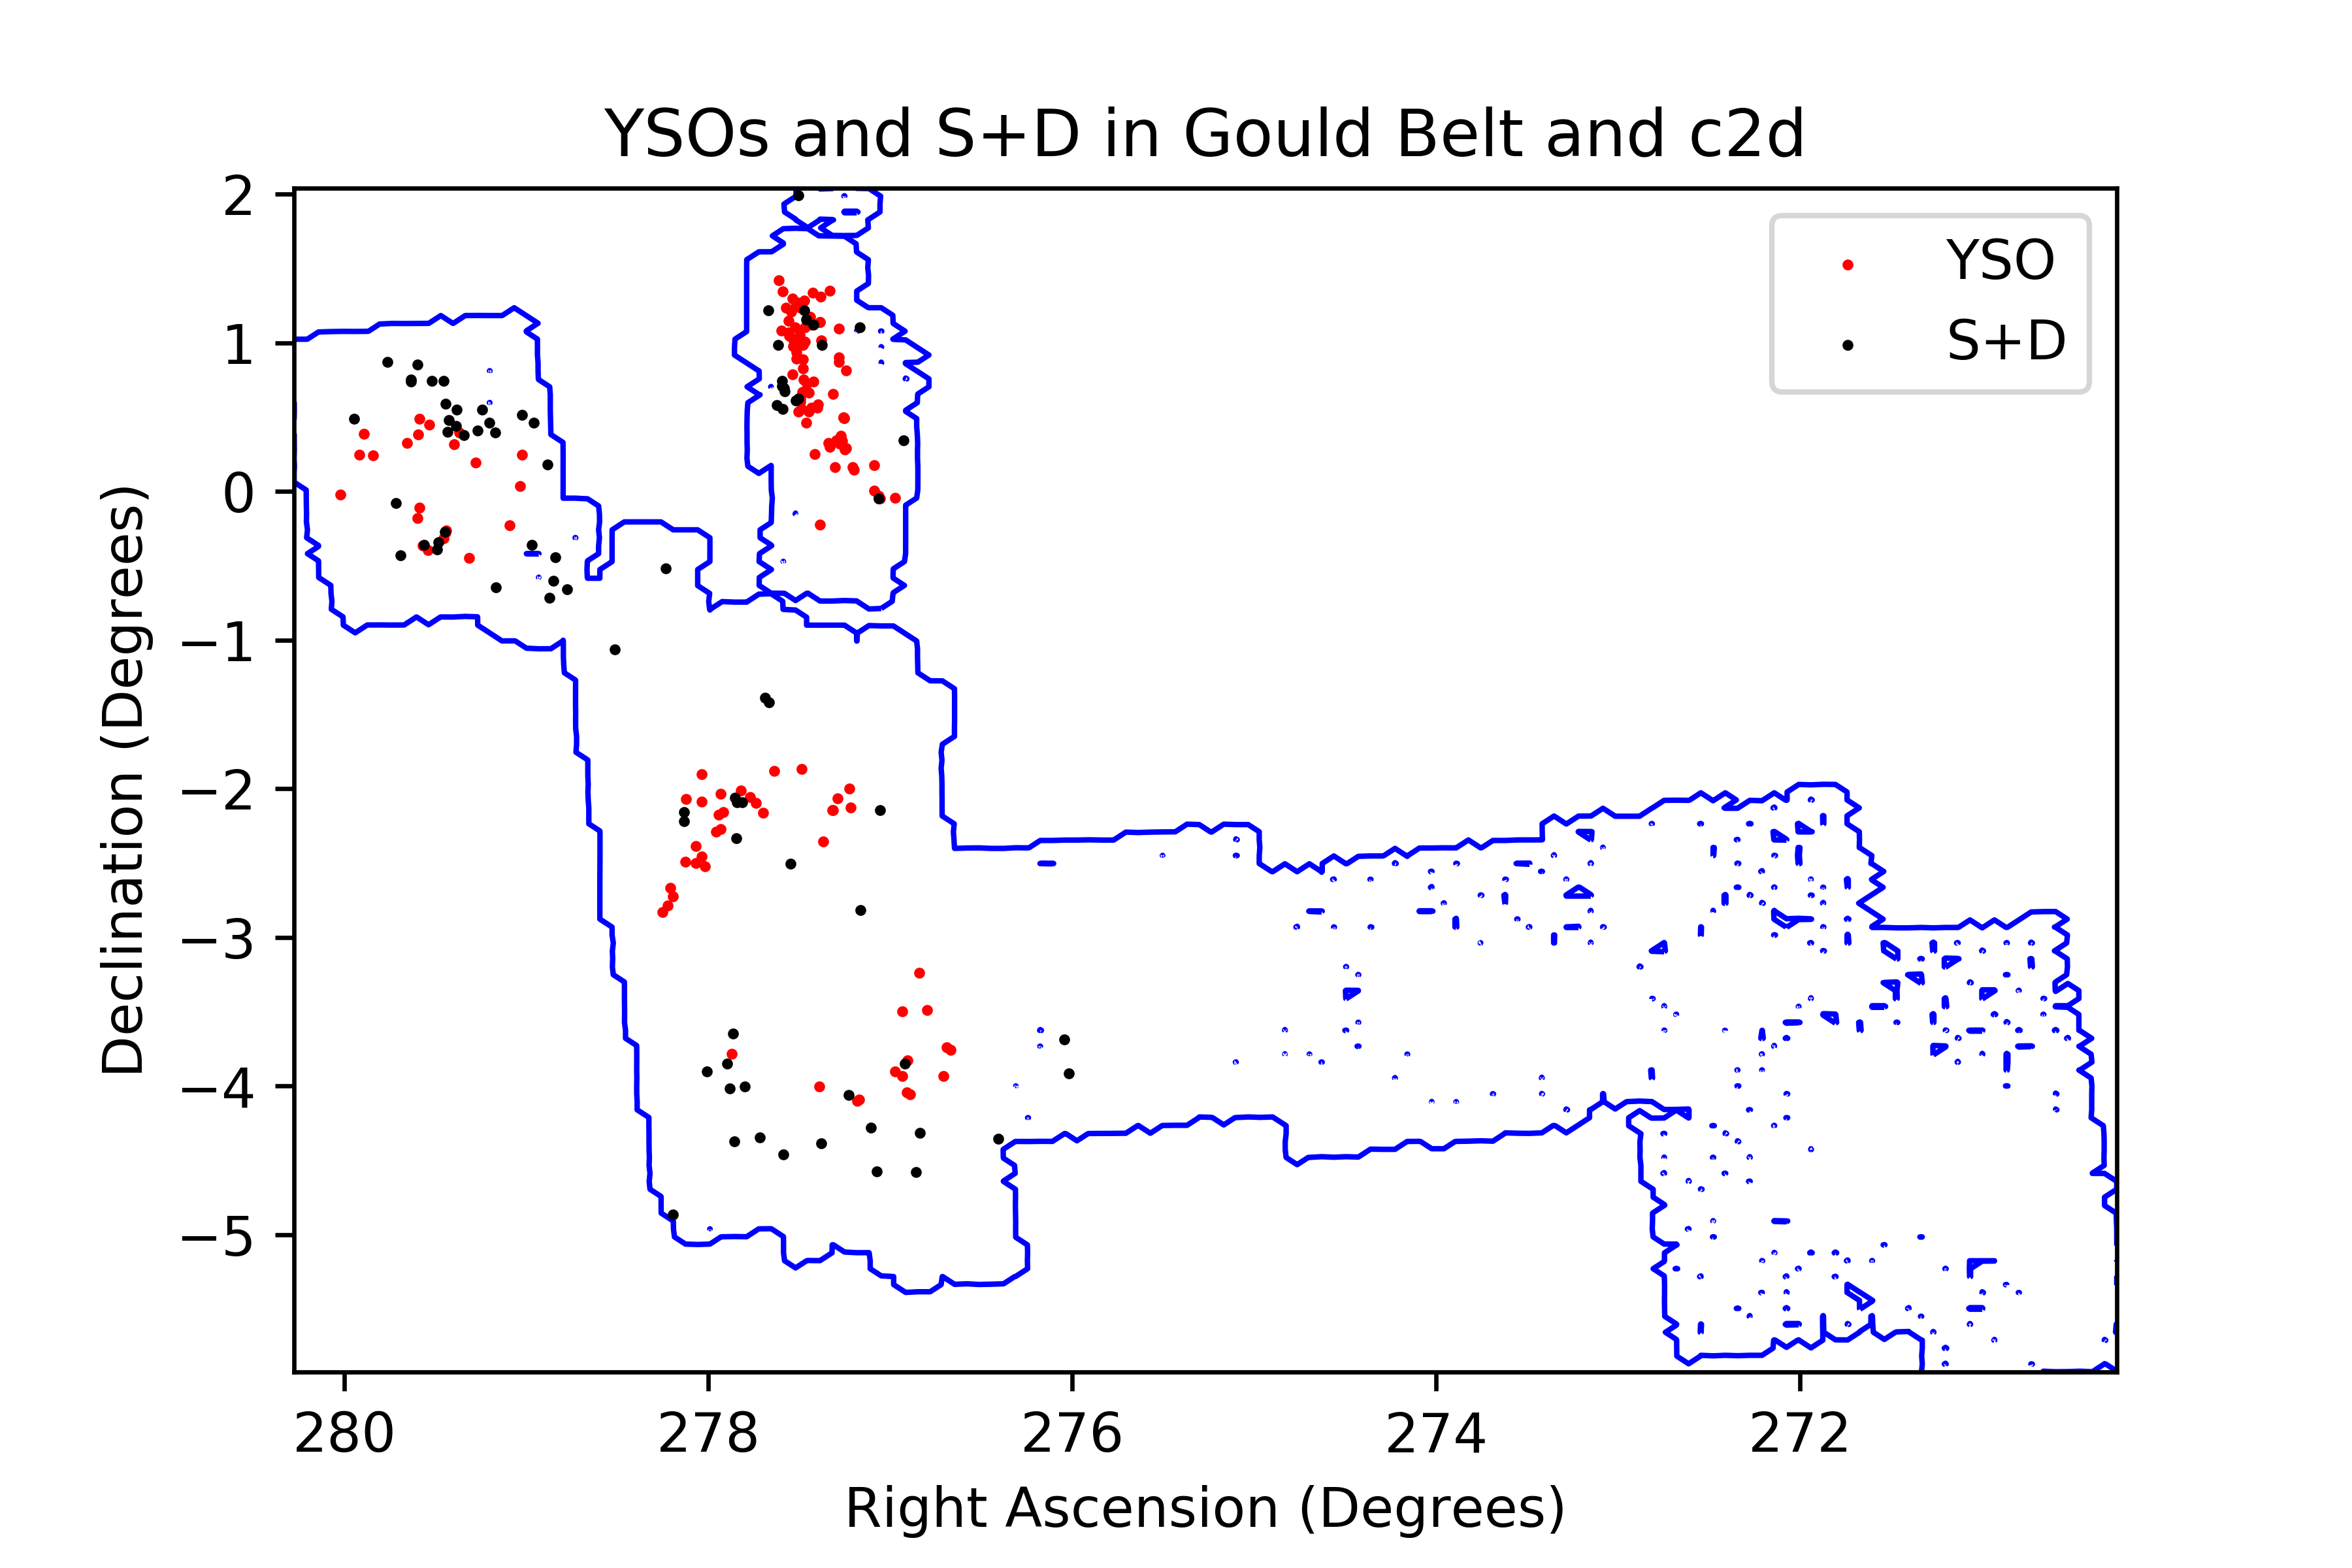 YSOs and S+D in Gould Belt and c2d
YSO
S+D
2
1
0
−1
−2
−3
−4
−5
Declination (Degrees)
280 278 276 274 272
Right Ascension (Degrees)